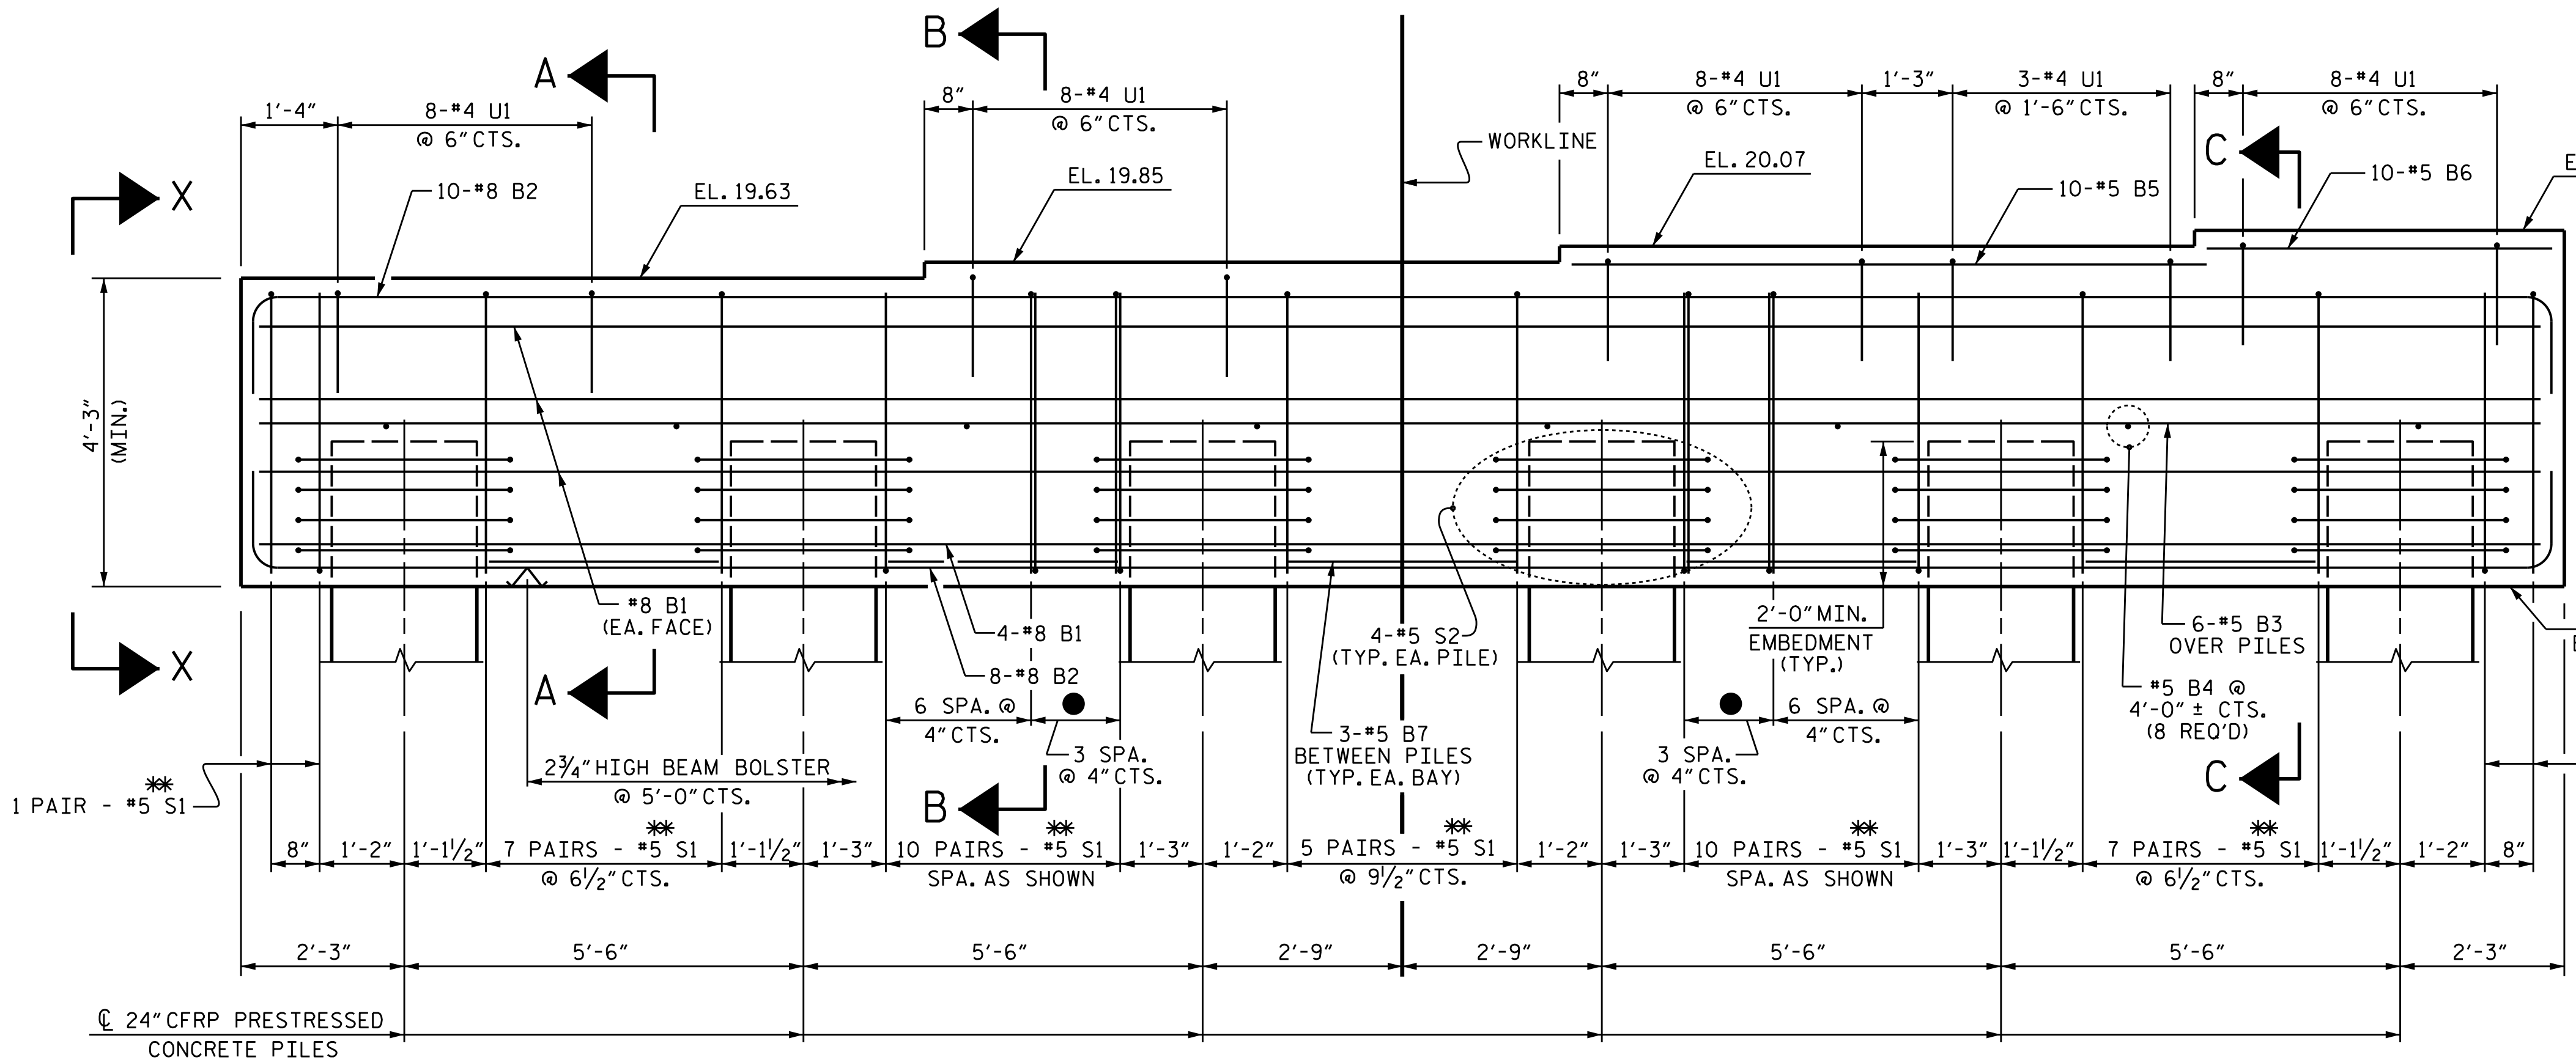 B
A
8”
8-#4 U1
@ 6”CTS.
8”
8-#4 U1
@ 6”CTS.
1’-3”
3-#4 U1
@ 1’-6”CTS.
8”
8-#4 U1
@ 6”CTS.
1’-4”
8-#4 U1
@ 6”CTS.
WORKLINE
C
X
10-#8 B2
EL. 19.63
EL. 19.85
EL. 20.07
10-#5 B5
10-#5 B6
4’-3”
(MIN.)
#8 B1
(EA. FACE)
4-#8 B1
8-#8 B2
4-#5 S2
(TYP. EA. PILE)
2’-0”MIN.
EMBEDMENT
(TYP.)
6-#5 B3
OVER PILES
#5 B4 @
4’-0”± CTS.
(8 REQ’D)
X
A
6 SPA. @
4”CTS.
3 SPA.
@ 4”CTS.
3-#5 B7
BETWEEN PILES
(TYP. EA. BAY)
3 SPA.
@ 4”CTS.
6 SPA. @
4”CTS.
C
2¾”HIGH BEAM BOLSTER
@ 5’-0”CTS.
B
**
1 PAIR - #5 S1
8”
1’-2”
1’-1½”
**
7 PAIRS - #5 S1
@ 6½”CTS.
1’-1½”
1’-3”
**
10 PAIRS - #5 S1
SPA. AS SHOWN
1’-3”
1’-2”
**
5 PAIRS - #5 S1
@ 9½”CTS.
1’-2”
1’-3”
**
10 PAIRS - #5 S1
SPA. AS SHOWN
1’-3”
1’-1½”
**
7 PAIRS - #5 S1
@ 6½”CTS.
1’-1½”
1’-2”
8”
2’-3”
5’-6”
5’-6”
2’-9”
2’-9”
5’-6”
5’-6”
2’-3”
℄ 24”CFRP PRESTRESSED
CONCRETE PILES